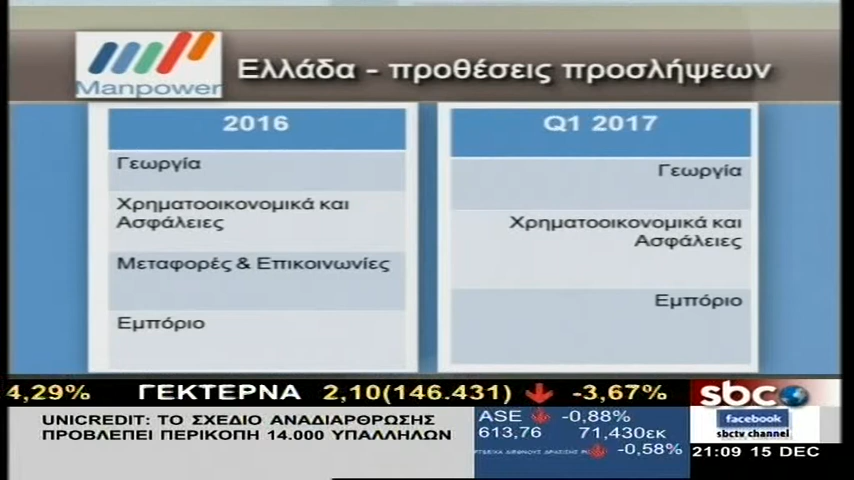 Manpower
Ελλάδα - προθέσεις προσλήψεων
2016
Γεωργία
Χρηματοοικονομικά και
Ασφάλειες
Μεταφορές & Επικοινωνίες
Εμπόριο
Q1 2017
Γεωργία
Χρηματοοικονομικά και
Ασφάλειες
Εμπόριο
4,29% ΓΕΚΤΕΡΝΑ 2,10(146.431) -3,67%
sbc
UNICREDIT: ΤΟ ΣΧΕΔΙΟ ΑΝΑΔΙΑΡΘΡΩΣΗΣ
ΠΡΟΒΛΕΠΕΙ ΠΕΡΙΚΟΠΗ 14.000 ΥΠΑΛΛΗΛΩΝ
ASE -0,88%
613,76 71,430εκ
-0,58%
facebook
sbctv channel
21:09 15 DEC